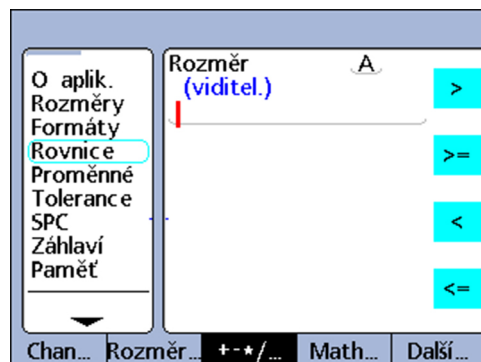 O aplik.
Rozměry
Formáty
Rovnice
Proměnné
Tolerance
SPC
Záhlaví
Paměť
Rozměr A
(viditel.)
>
>=
<
<=
Chan... Rozměr... +-*/... Math... Další...